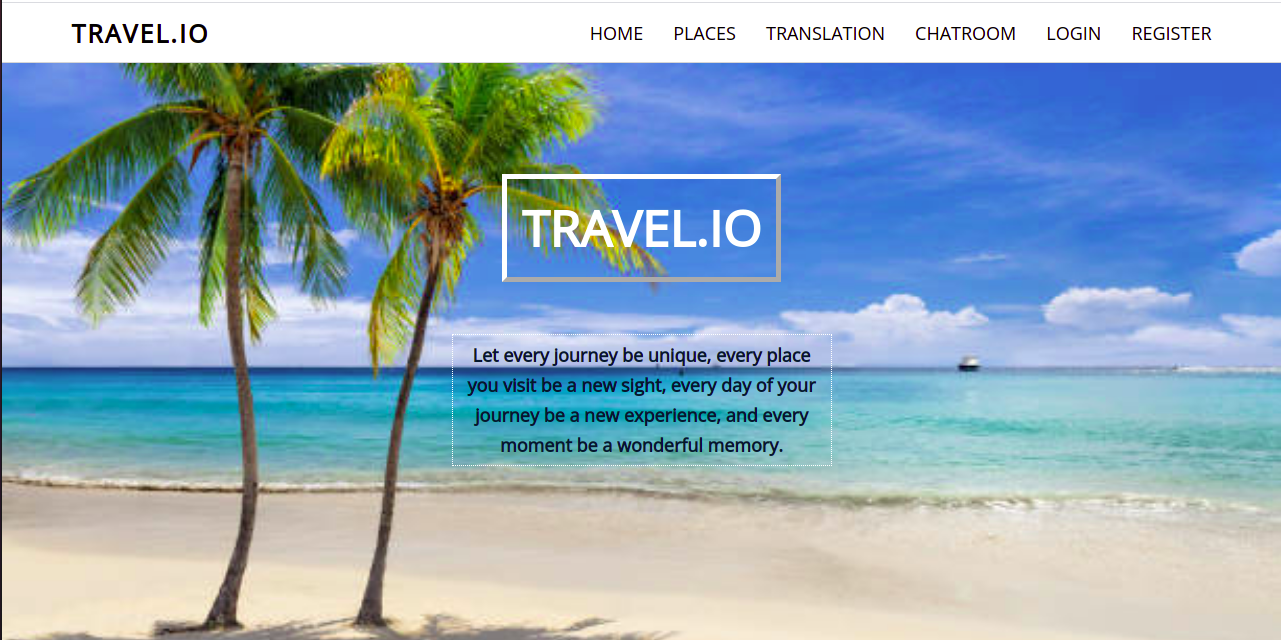 TRAVEL.IO
HOME PLACES TRANSLATION CHATROOM LOGIN REGISTER
TRAVEL.IO
Let every journey be unique, every place
you visit be a new sight, every day of your
journey be a new experience, and every
moment be a wonderful memory.